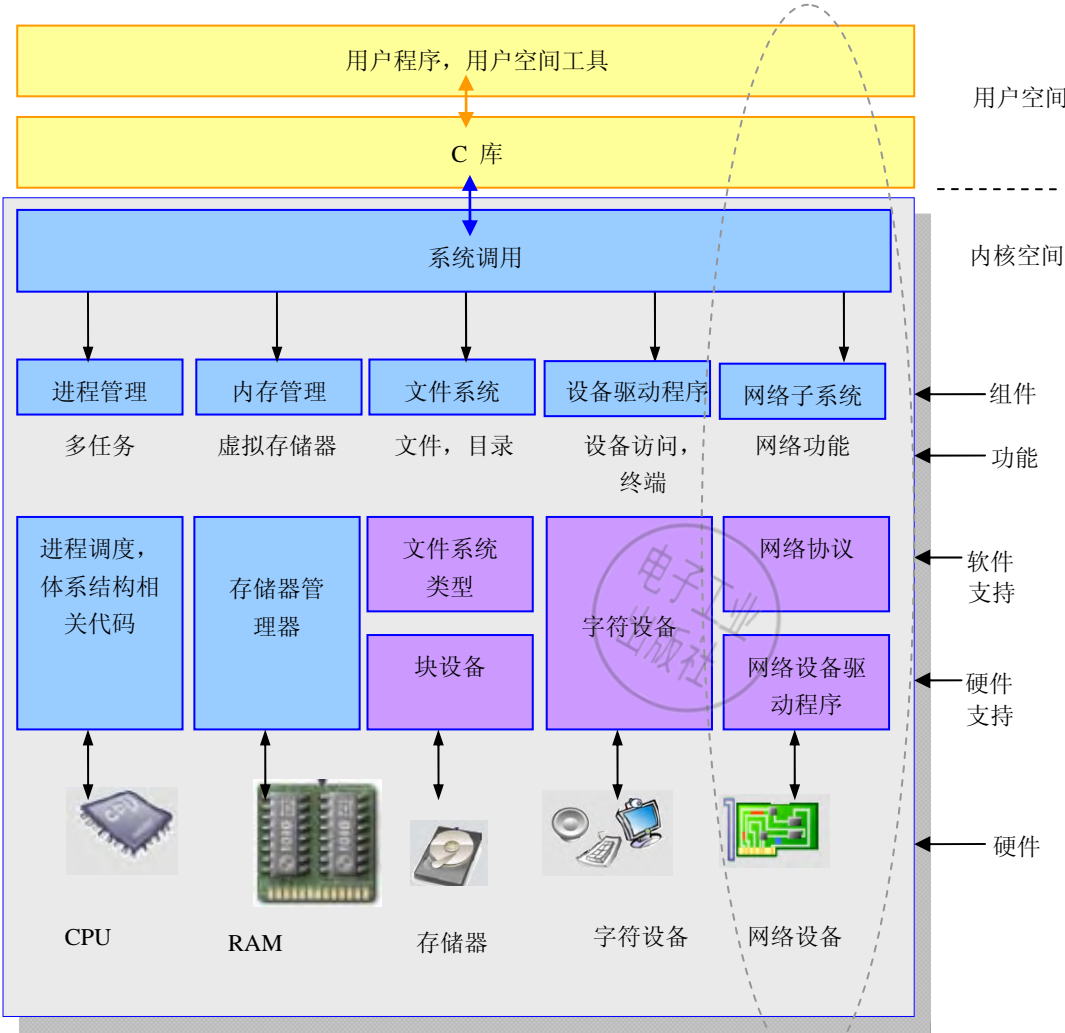 用户程序，用户空间工具
用户空间
C 库
系统调用
内核空间
进程管理
内存管理
文件系统
设备驱动程序
网络子系统
组件
多任务
虚拟存储器
文件，目录
设备访问，
终端
网络功能
功能
进程调度，
体系结构相
关代码
存储器管
理器
文件系统
类型
块设备
字符设备
网络协议
网络设备驱
动程序
电子工业
出版社
软件
支持
硬件
支持
硬件
CPU
RAM
存储器
字符设备
网络设备